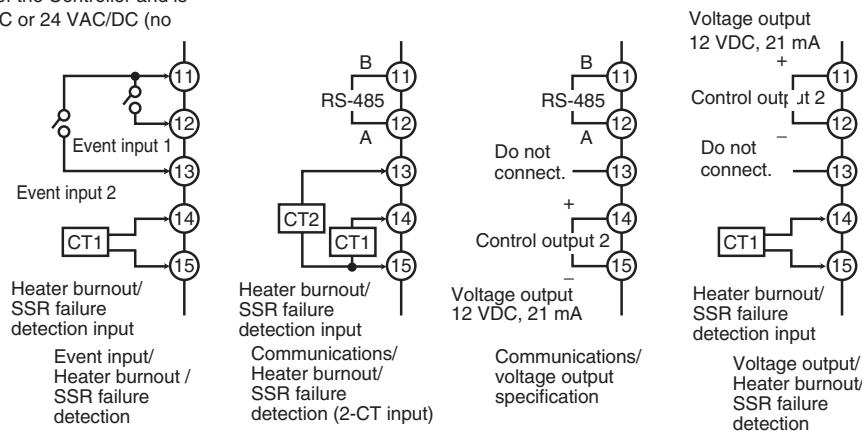 of the Controller and is
C or 24 VAC/DC (no
11
12
Event input 1
13
Event input 2
14
CT1
15
Heater burnout/
SSR failure
detection input
Event input/
Heater burnout /
SSR failure
detection
B
11
RS-485
12
A
13
CT2
14
CT1
15
Heater burnout/
SSR failure
detection input
Communications/
Heater burnout/
SSR failure
detection (2-CT input)
B
11
RS-485
12
A
Do not
connect.
13
+
14
Control output 2
15
−
Voltage output
12 VDC, 21 mA
Communications/
voltage output
specification
Voltage output
12 VDC, 21 mA
+
11
Control output 2
12
−
Do not
connect.
13
14
CT1
15
Heater burnout/
SSR failure
detection input
Voltage output/
Heater burnout/
SSR failure
detection